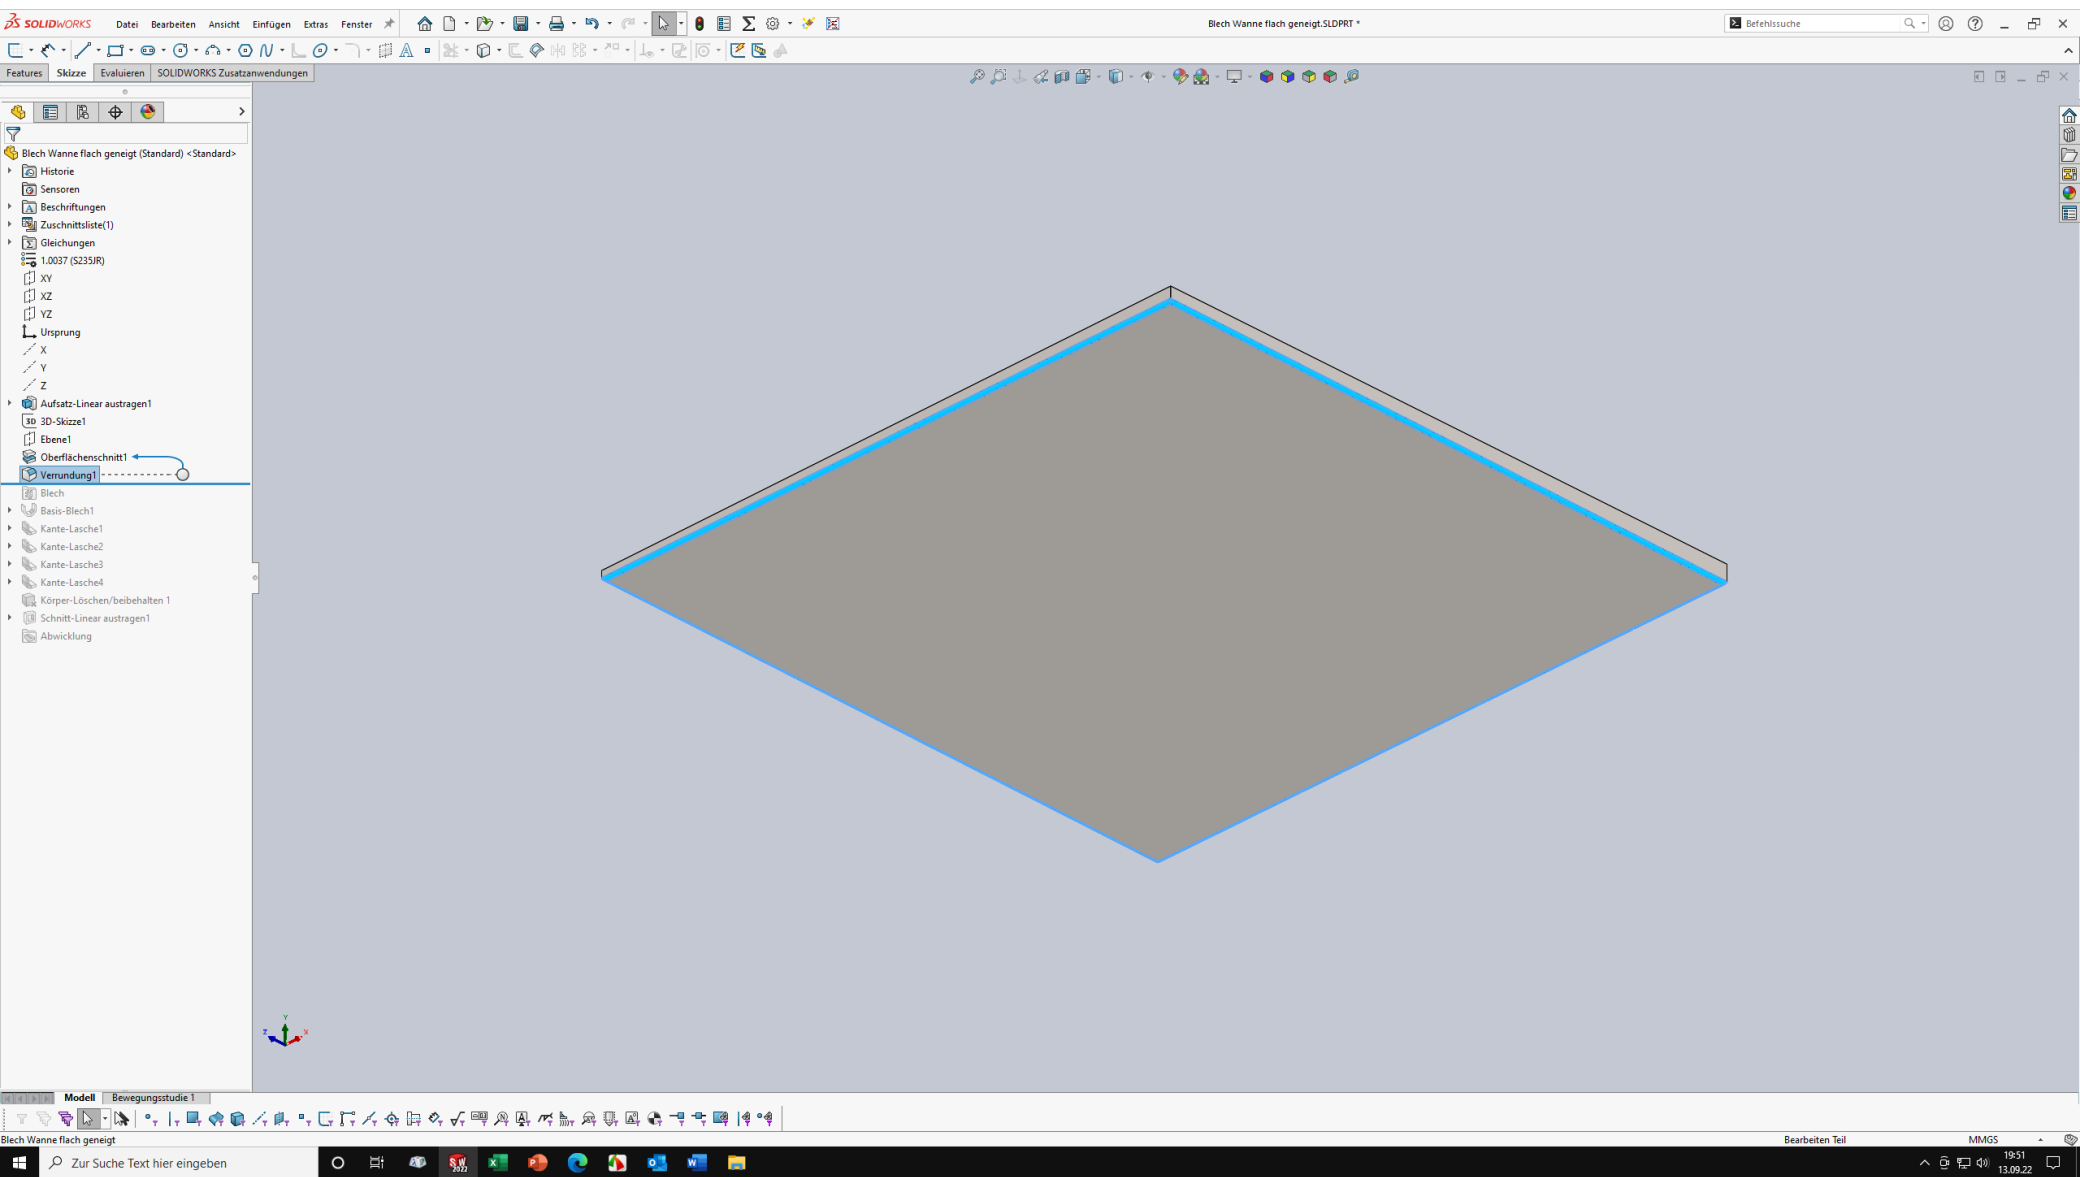 SOLIDWORKS Datei Bearbeiten Ansicht Einfügen Extras Fenster Blech Wanne flach geneigt.SLDPRT * Befehlssuche
Features Skizze Evaluieren SOLIDWORKS Zusatzanwendungen
Blech Wanne flach geneigt (Standard) <Standard>
Historie
Sensoren
Beschriftungen
Zuschnittsliste(1)
Gleichungen
1.0037 (S235JR)
XY
XZ
YZ
Ursprung
X
Y
Z
Aufsatz-Linear austragen1
3D 3D-Skizze1
Ebene1
Oberflächenschnitt1
Verrundung1
Blech
Basis-Blech1
Kante-Lasche1
Kante-Lasche2
Kante-Lasche3
Kante-Lasche4
Körper-Löschen/beibehalten 1
Schnitt-Linear austragen1
Abwicklung
Y
Z X
Modell Bewegungsstudie 1
Blech Wanne flach geneigt Bearbeiten Teil MMGS
Zur Suche Text hier eingeben
19:51
13.09.22